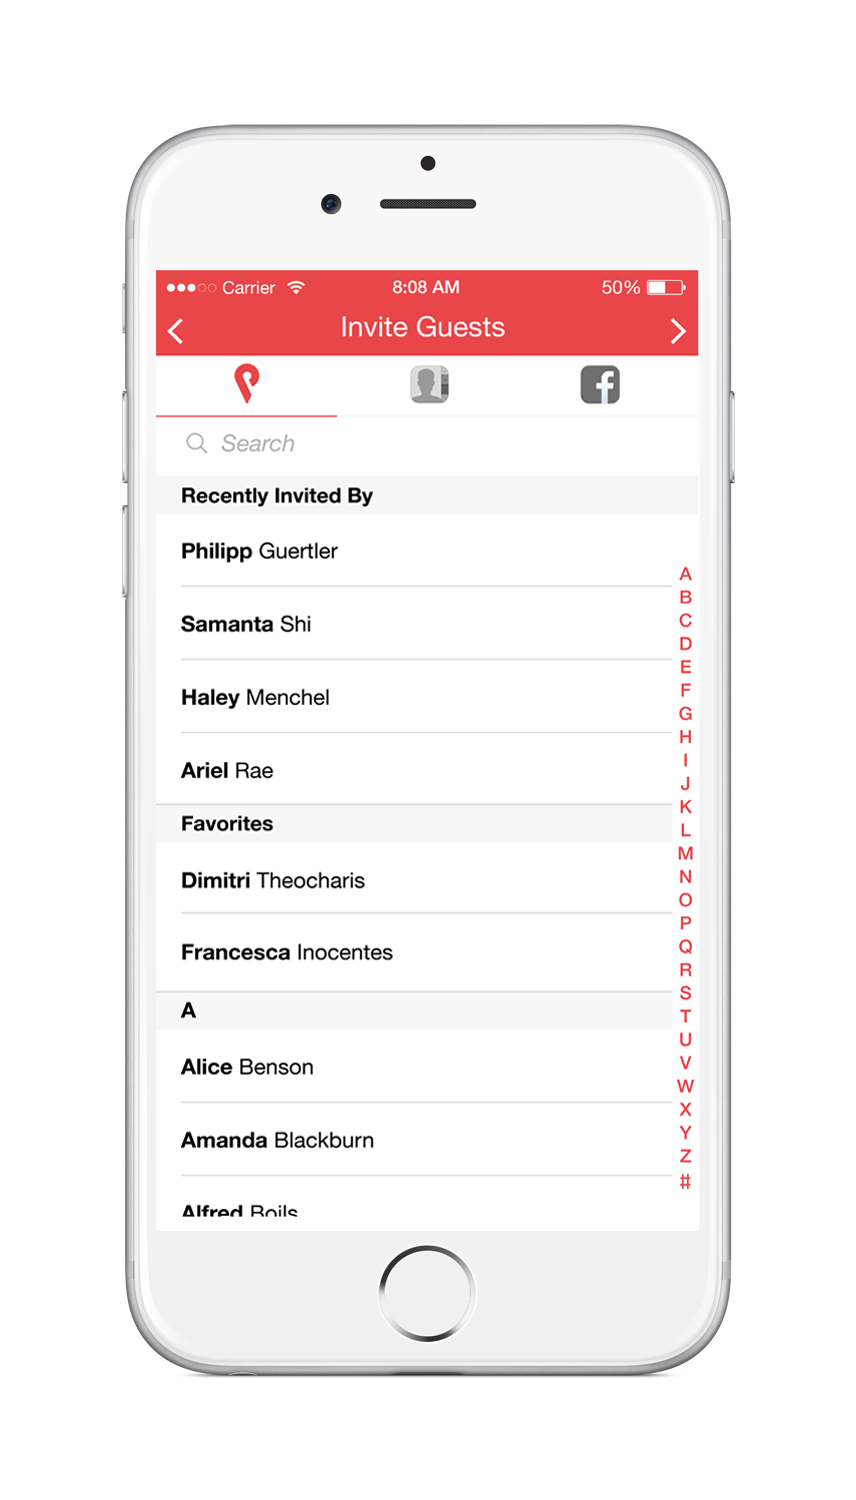 Carrier 8:08 AM 50%
Invite Guests
Search
Recently Invited By
Philipp Guertler
Samanta Shi
Haley Menchel
Ariel Rae
Favorites
Dimitri Theocharis
Francesca Inocentes
A
Alice Benson
Amanda Blackburn
Alfred Boils
A
B
C
D
E
F
G
H
I
J
K
L
M
N
O
P
Q
R
S
T
U
V
W
X
Y
Z
#